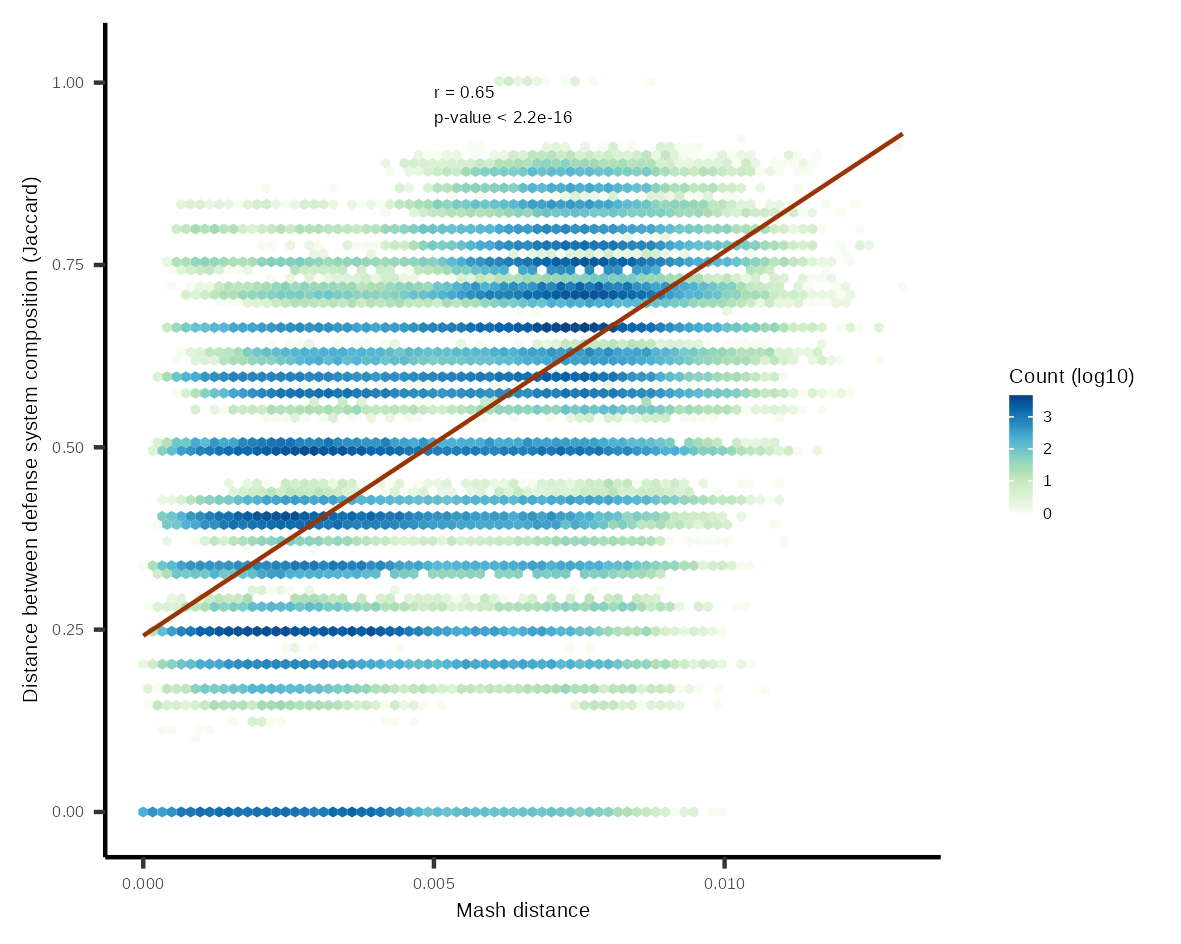 r = 0.65
p-value < 2.2e-16
Distance between defense system composition (Jaccard)
1.00
0.75
0.50
0.25
0.00
0.000
0.005
0.010
Mash distance
Count (log10)
3
2
1
0